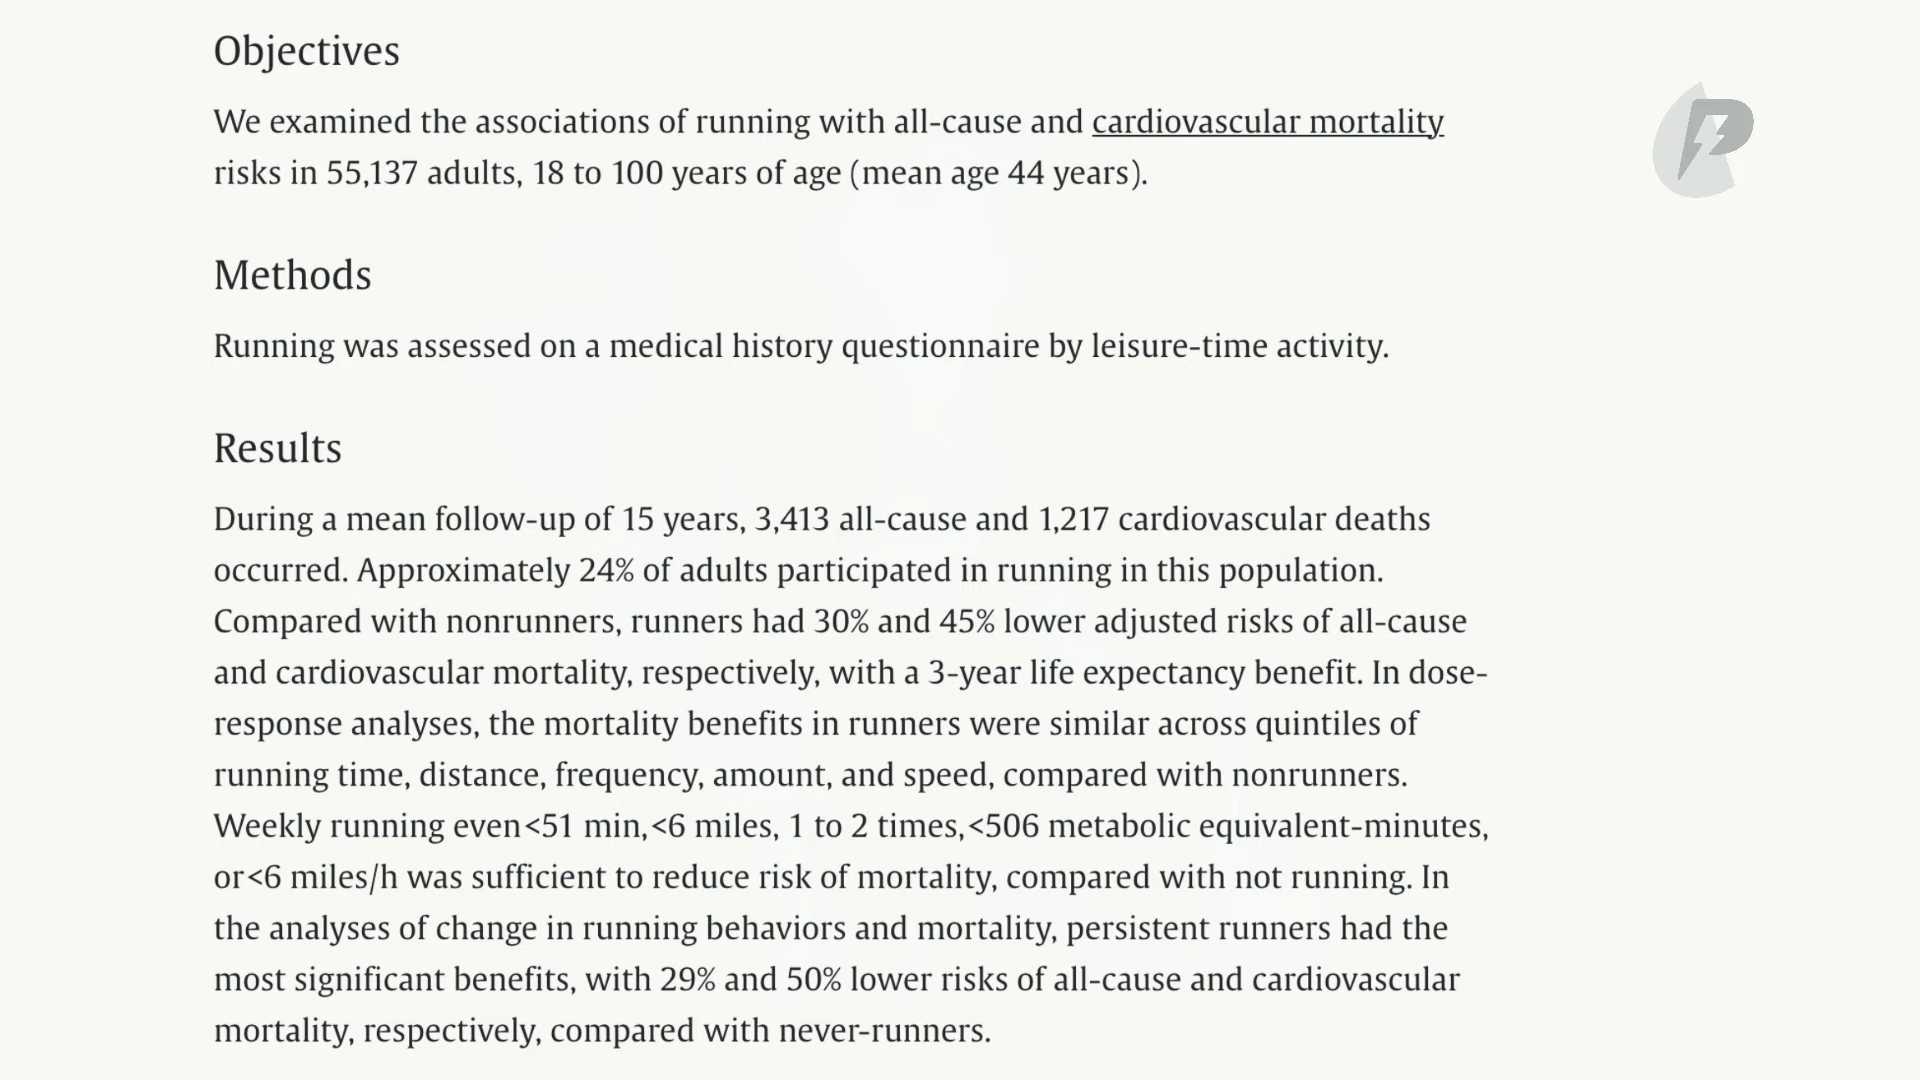 Objectives
We examined the associations of running with all-cause and cardiovascular mortality
risks in 55,137 adults, 18 to 100 years of age (mean age 44 years).
Methods
Running was assessed on a medical history questionnaire by leisure-time activity.
Results
During a mean follow-up of 15 years, 3,413 all-cause and 1,217 cardiovascular deaths
occurred. Approximately 24% of adults participated in running in this population.
Compared with nonrunners, runners had 30% and 45% lower adjusted risks of all-cause
and cardiovascular mortality, respectively, with a 3-year life expectancy benefit. In dose-
response analyses, the mortality benefits in runners were similar across quintiles of
running time, distance, frequency, amount, and speed, compared with nonrunners.
Weekly running even<51 min,<6 miles, 1 to 2 times,<506 metabolic equivalent-minutes,
or<6 miles/h was sufficient to reduce risk of mortality, compared with not running. In
the analyses of change in running behaviors and mortality, persistent runners had the
most significant benefits, with 29% and 50% lower risks of all-cause and cardiovascular
mortality, respectively, compared with never-runners.